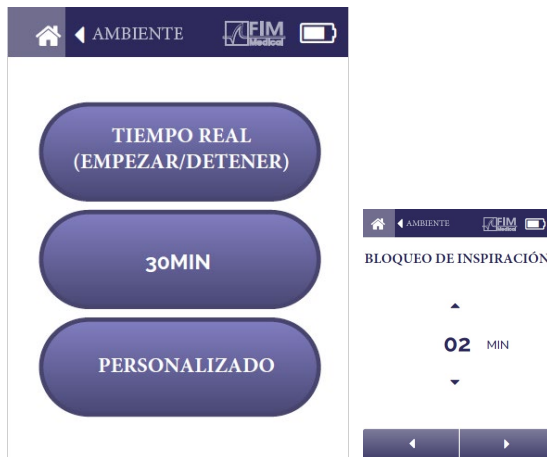 AMBIENTE FIM Medical
TIEMPO REAL
(EMPEZAR/DETENER)
30MIN
PERSONALIZADO
AMBIENTE FIM Medical
BLOQUEO DE INSPIRACIÓN
02 MIN